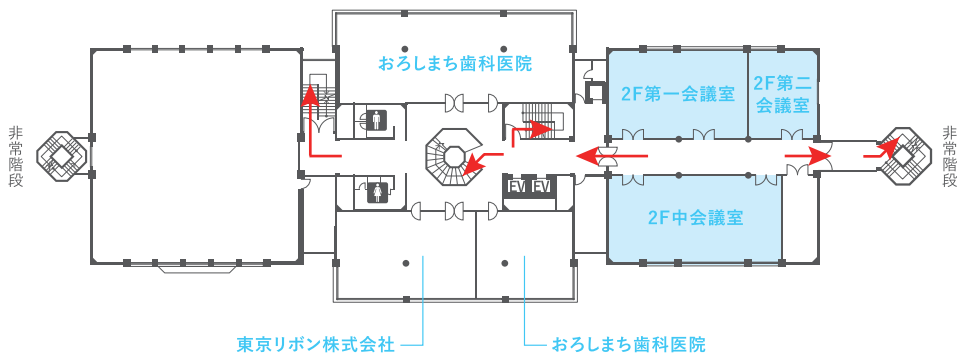 おろしまち歯科医院
2F第一会議室
2F第二
会議室
非常階段
非常階段
EV
EV
2F中会議室
東京リボン株式会社
おろしまち歯科医院